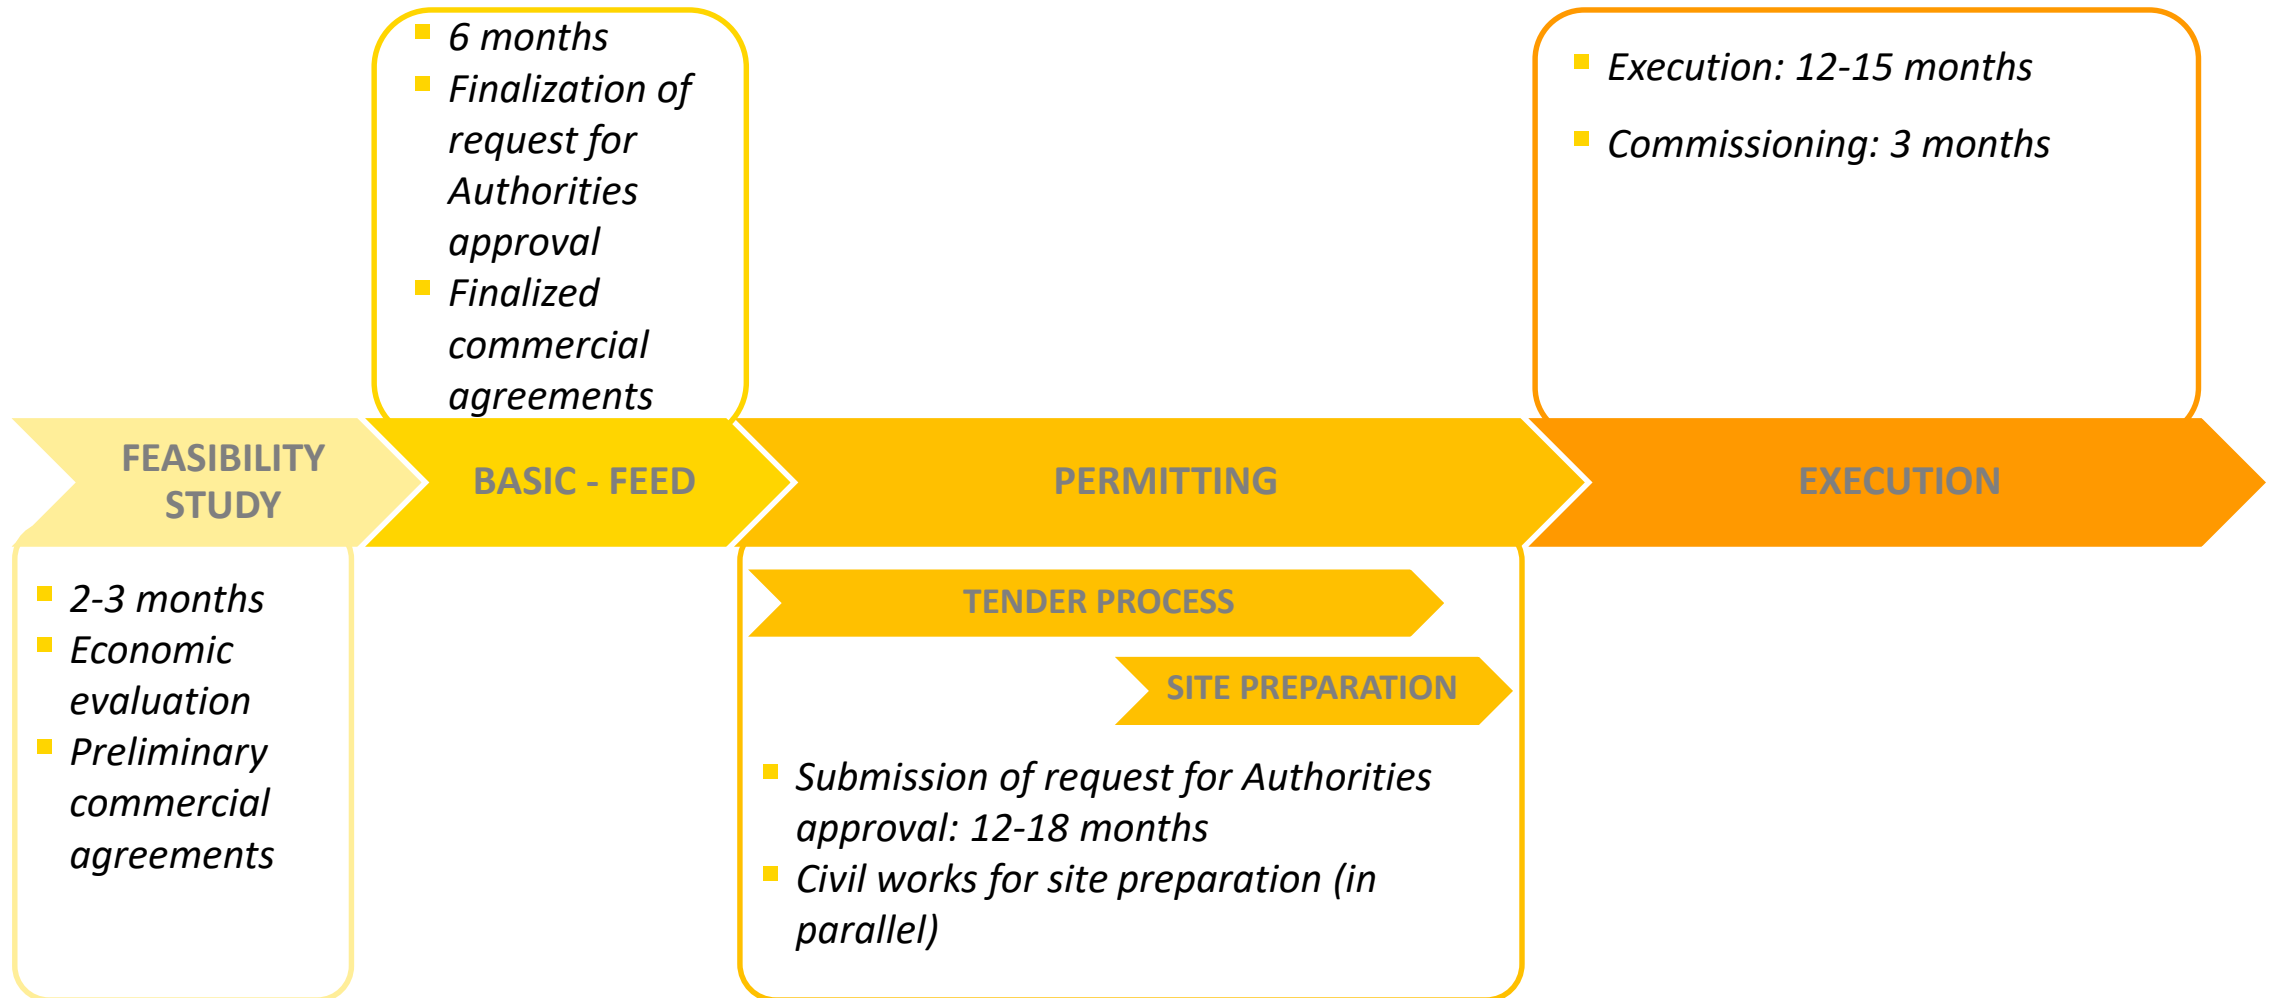 6 months
Finalization of
request for
Authorities
approval
Finalized
commercial
agreements
Execution: 12-15 months
Commissioning: 3 months
FEASIBILITY
STUDY
BASIC - FEED
PERMITTING
EXECUTION
2-3 months
Economic
evaluation
Preliminary
commercial
agreements
TENDER PROCESS
SITE PREPARATION
Submission of request for Authorities
approval: 12-18 months
Civil works for site preparation (in
parallel)